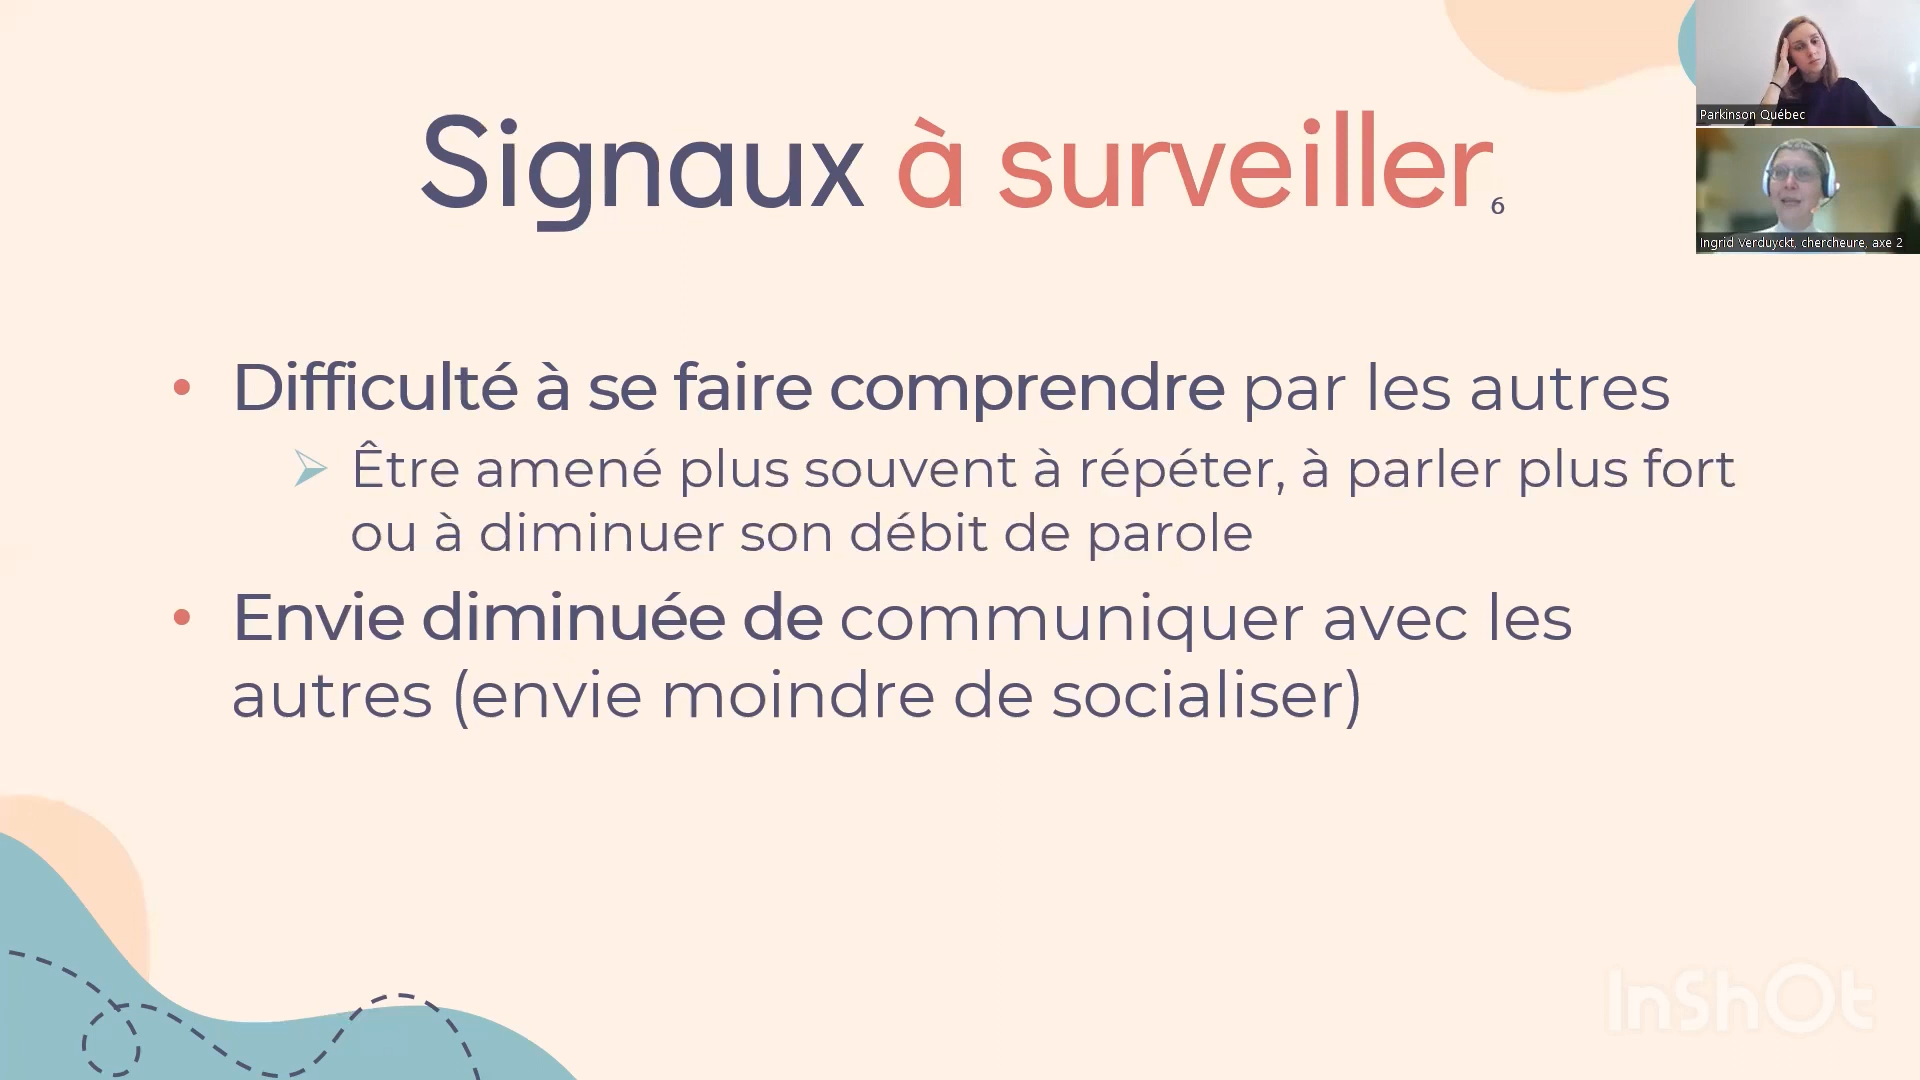 Signaux à surveiller6
Parkinson Québec
Ingrid Verduyckt, chercheure, axe 2
• Difficulté à se faire comprendre par les autres
➢ Être amené plus souvent à répéter, à parler plus fort
ou à diminuer son débit de parole
• Envie diminuée de communiquer avec les
autres (envie moindre de socialiser)
InShOt